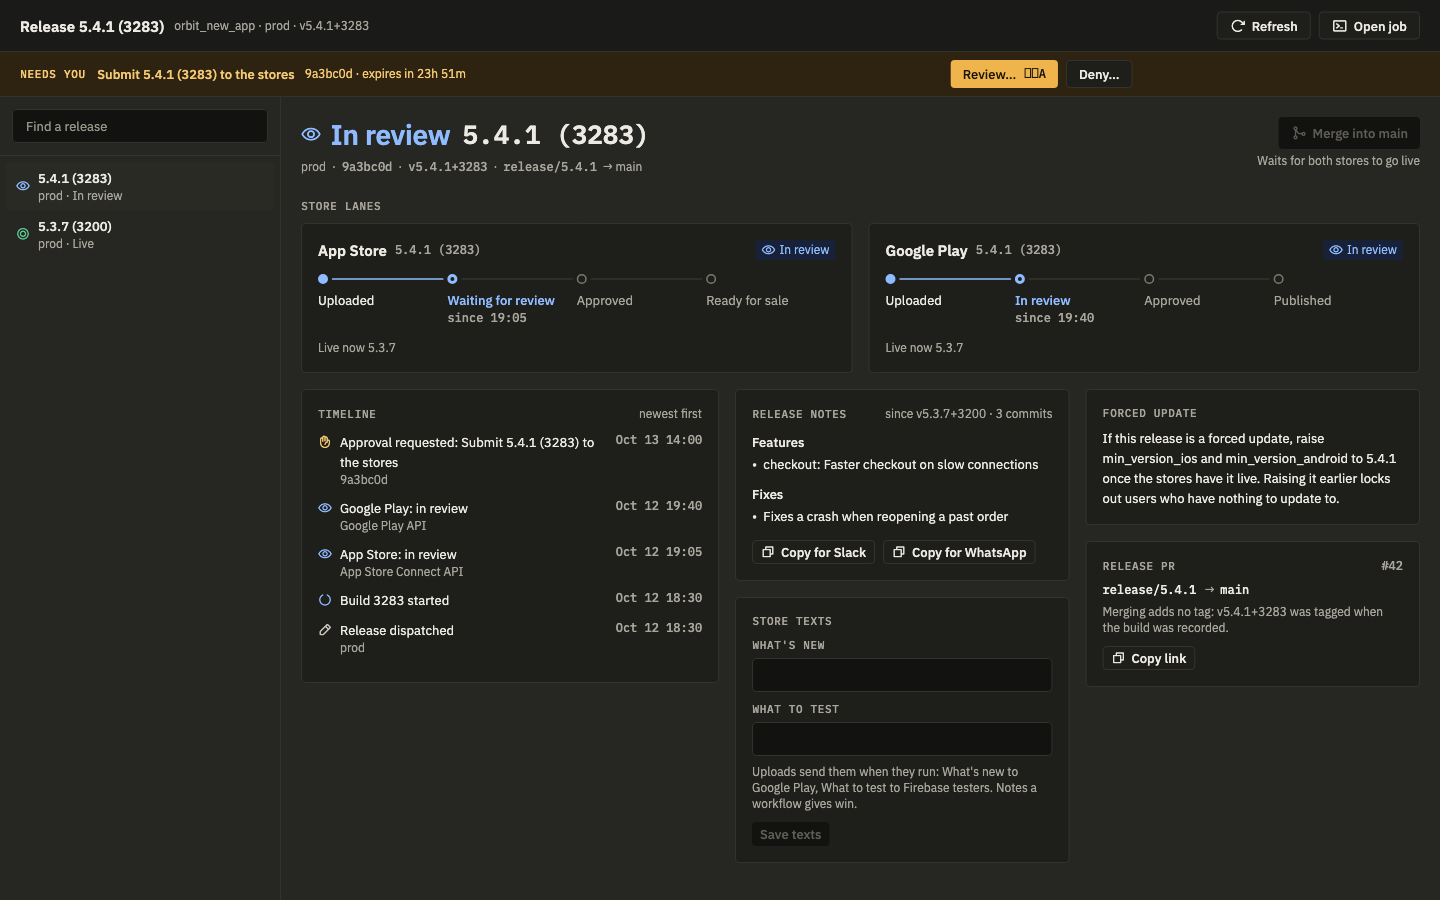 Release 5.4.1 (3283) orbit_new_app · prod · v5.4.1+3283
Refresh
Open job
NEEDS YOU Submit 5.4.1 (3283) to the stores 9a3bc0d · expires in 23h 51m
Review... A
Deny...
Find a release
5.4.1 (3283)
prod · In review
5.3.7 (3200)
prod · Live
In review 5.4.1 (3283)
prod · 9a3bc0d · v5.4.1+3283 · release/5.4.1 → main
Merge into main
Waits for both stores to go live
STORE LANES
App Store 5.4.1 (3283)
In review
Uploaded
Waiting for review
since 19:05
Approved
Ready for sale
Live now 5.3.7
Google Play 5.4.1 (3283)
In review
Uploaded
In review
since 19:40
Approved
Published
Live now 5.3.7
TIMELINE
newest first
Approval requested: Submit 5.4.1 (3283) to
the stores
9a3bc0d
Oct 13 14:00
Google Play: in review
Google Play API
Oct 12 19:40
App Store: in review
App Store Connect API
Oct 12 19:05
Build 3283 started
Oct 12 18:30
Release dispatched
prod
Oct 12 18:30
RELEASE NOTES
since v5.3.7+3200 · 3 commits
Features
• checkout: Faster checkout on slow connections
Fixes
• Fixes a crash when reopening a past order
Copy for Slack
Copy for WhatsApp
STORE TEXTS
WHAT'S NEW
WHAT TO TEST
Uploads send them when they run: What's new to
Google Play, What to test to Firebase testers. Notes a
workflow gives win.
Save texts
FORCED UPDATE
If this release is a forced update, raise
min_version_ios and min_version_android to 5.4.1
once the stores have it live. Raising it earlier locks
out users who have nothing to update to.
RELEASE PR
#42
release/5.4.1 → main
Merging adds no tag: v5.4.1+3283 was tagged when
the build was recorded.
Copy link